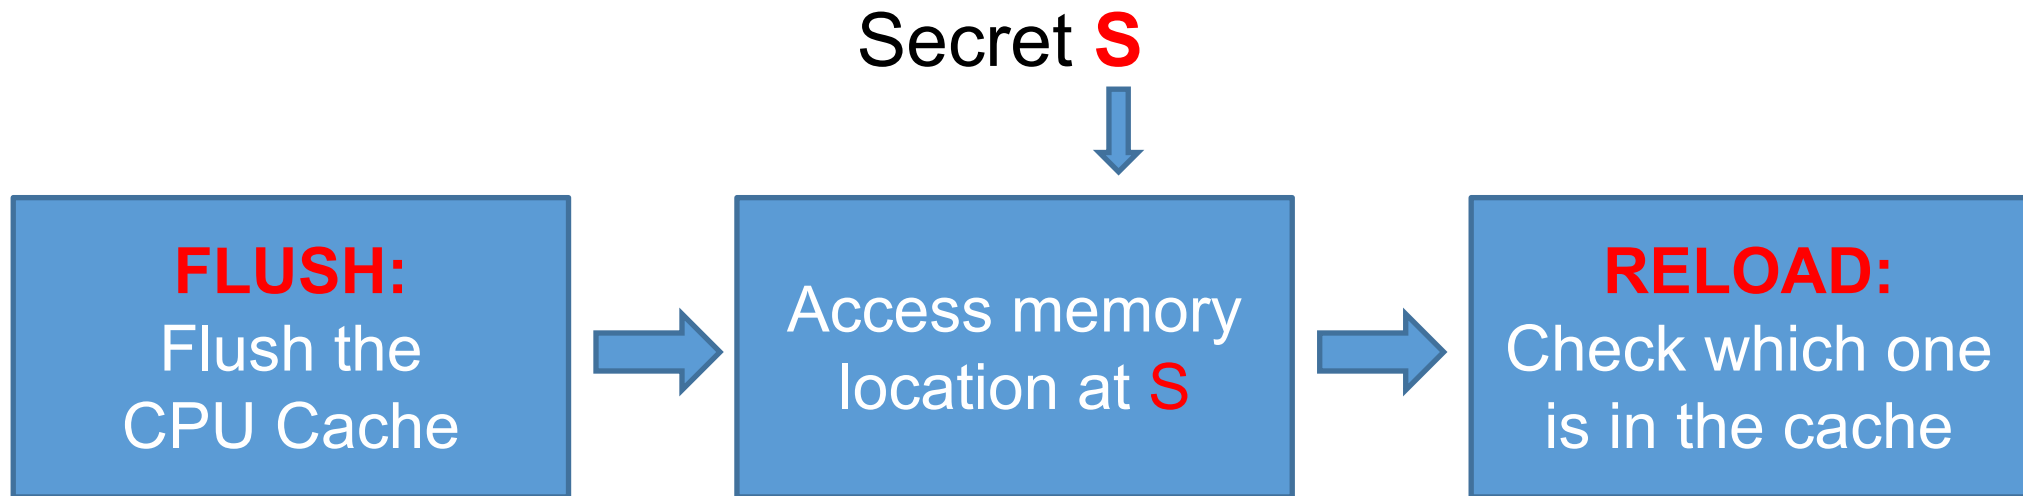 Secret S
FLUSH:
Flush the
CPU Cache
Access memory
location at S
RELOAD:
Check which one
is in the cache